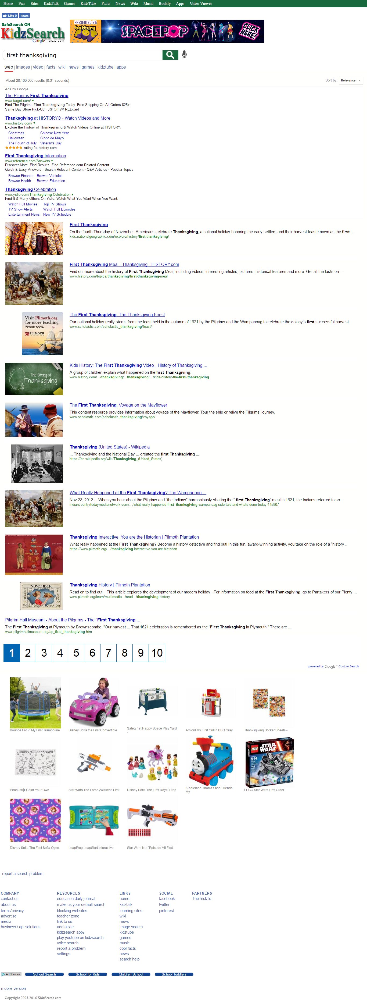 Home Pics Sites KidzTalk Games KidzTube Facts News Wiki Music Boolify Apps Video Viewer
Like 0 Share
SafeSearch ON
KidzSearch
Google Custom Search
PRESENTED BY: battery POP SPACEPOP CLICK HERE!
first thanksgiving
web | images | video | facts | wiki | news | games | kidztube | apps
About 20,100,000 results (0.31 seconds)
Sort by: Relevance
Ads by Google
The Pilgrims First Thanksgiving
www.target.com/
Find The Pilgrims First Thanksgiving Today. Free Shipping On All Orders $25+.
Same Day Store Pick-Up · 5% Off W/ REDcard
Thanksgiving at HISTORY® - Watch Videos and More
www.history.com/
Explore the History of Thanksgiving & Watch Videos Online at HISTORY.
Christmas Chinese New Year
Halloween Cinco de Mayo
The Fourth of July Veteran's Day
rating for history.com
First Thanksgiving Information
www.reference.com/Answers
Discover More. Find Results. Find Reference.com Related Content.
Quick & Easy Answers · Search Relevant Content · Q&A Articles · Popular Topics
Browse Finance Browse Vehicles
Browse Health Browse Education
Thanksgiving Celebration
www.yidio.com/Thanksgiving-Celebration
Find It & Many Others On Yidio. Watch What You Want When You Want.
Watch Full Movies Top TV Shows
TV Show Alerts Watch Full Episodes
Entertainment News New TV Schedule
First Thanksgiving
On the fourth Thursday of November, Americans celebrate Thanksgiving, a national holiday honoring the early settlers and their harvest feast known as the first ...
kids.nationalgeographic.com/explore/history/first-thanksgiving/
First Thanksgiving Meal - Thanksgiving - HISTORY.com
Find out more about the history of First Thanksgiving Meal, including videos, interesting articles, pictures, historical features and more. Get all the facts on ...
www.history.com/topics/thanksgiving/first-thanksgiving-meal
Visit Plimoth.org
for more teaching
resources.
PLIMOTH
The First Thanksgiving: The Thanksgiving Feast
Our national holiday really stems from the feast held in the autumn of 1621 by the Pilgrims and the Wampanoag to celebrate the colony's first successful harvest.
www.scholastic.com/scholastic_thanksgiving/feast/
The Story of
Thanksgiving
Kids History: The First Thanksgiving Video - History of Thanksgiving ...
A group of children explain what happened on the first Thanksgiving.
www.history.com/.../thanksgiving/...thanksgiving/.../kids-history-the-first- thanksgiving
The First Thanksgiving: Voyage on the Mayflower
This content resource provides information about voyage of the Mayflower. Tour the ship or relive the Pilgrims' journey.
www.scholastic.com/scholastic_thanksgiving/voyage/
Thanksgiving (United States) - Wikipedia
... Thanksgiving and the National Day ... created the first Thanksgiving ...
https://en.wikipedia.org/wiki/Thanksgiving_(United_States)
What Really Happened at the First Thanksgiving? The Wampanoag ...
Nov 23, 2012 ... When you hear about the Pilgrims and “the Indians” harmoniously sharing the “ first Thanksgiving” meal in 1621, the Indians referred to so ...
indiancountrytodaymedianetwork.com/.../what-really-happened-first- thanksgiving-wampanoag-side-tale-and-whats-done-today-145807
Thanksgiving Interactive: You are the Historian | Plimoth Plantation
What really happened at the First Thanksgiving? Become a history detective and find out! In this fun, award-winning activity, you take on the role of a “history ...
https://www.plimoth.org/.../thanksgiving-interactive-you-are-historian
NOVEMBER
Thanksgiving History | Plimoth Plantation
Read on to find out... This article explores the development of our modern holiday . For information on food at the First Thanksgiving, go to Partakers of our Plenty ...
www.plimoth.org/learn/multimedia.../read.../thanksgiving-history
Pilgrim Hall Museum - About the Pilgrims - The "First Thanksgiving ...
The First Thanksgiving at Plymouth by Brownscombe. "Our harvest ... That 1621 celebration is remembered as the "First Thanksgiving in Plymouth." There are ...
www.pilgrimhallmuseum.org/ap_first_thanksgiving.htm
1 2 3 4 5 6 7 8 9 10
powered by Google™ Custom Search
Bounce Pro 7' My First Trampoline
Disney Sofia the First Convertible
Safety 1st Happy Space Play Yard
-
Amloid My First Grillin BBQ Gray
Thanksgiving Sticker Sheets -
HAPPY THANKSGIVING!
LEGO STAR WARS
8-14
Peanuts� Color Your Own
Star Wars The Force Awakens First
Disney Sofia The First Royal Prep
Kiddieland Thomas and Friends
My
LEGO Star Wars First Order
Disney Sofia The First Sofia Ogee
LeapFrog LeapStart Interactive
Star Wars Nerf Episode VII First
report a search problem
COMPANY
contact us
about us
terms/privacy
advertise
media
business / api solutions
RESOURCES
education daily journal
make us your default search
blocking websites
teacher zone
link to us
add a site
kidzsearch apps
play youtube on kidzsearch
voice search
report a problem
settings
LINKS
home
kidztalk
learning sites
wiki
news
image search
kidztube
games
music
cool facts
news
search help
SOCIAL
facebook
twitter
pinterest
PARTNERS
TheTrickTo
AdChoices School Search School for Kids Children School School Toddlers
mobile version
Copyright 2005-2016 KidzSearch.com